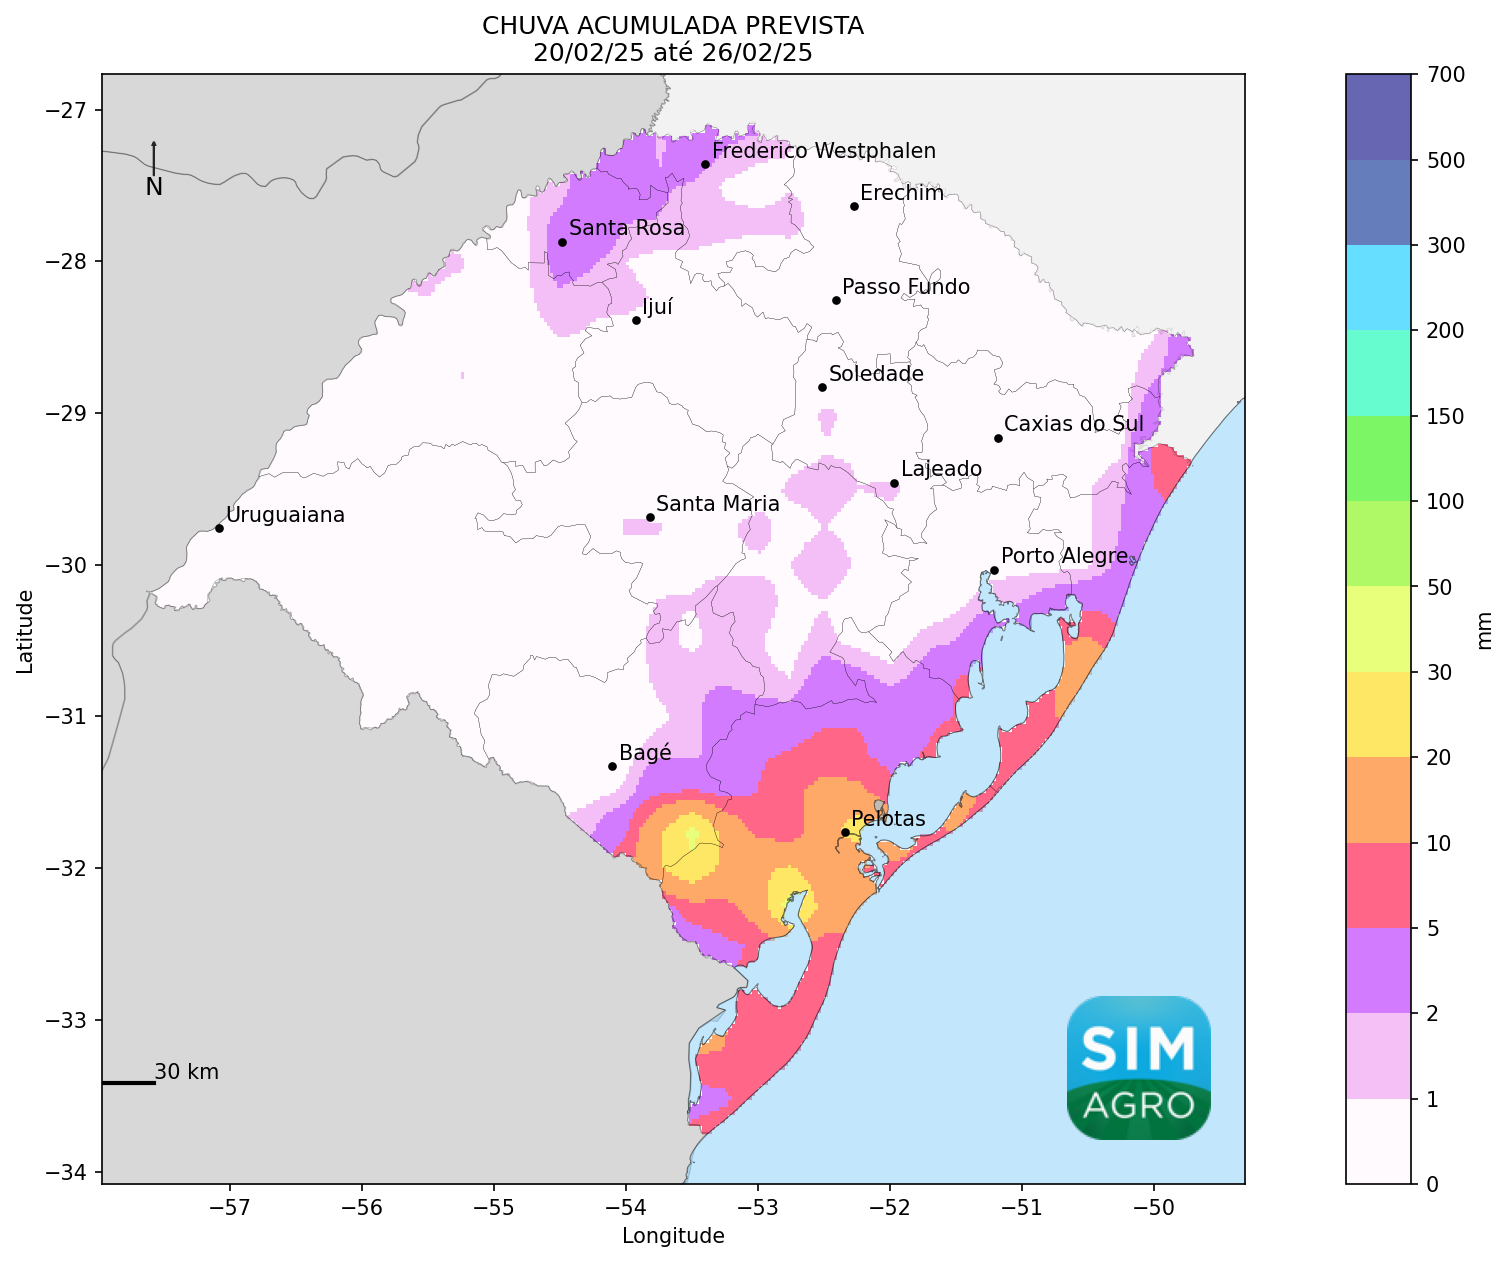 CHUVA ACUMULADA PREVISTA
20/02/25 até 26/02/25
−27
−28
−29
−30
−31
−32
−33
−34
Latitude
N
Frederico Westphalen
Erechim
Santa Rosa
Passo Fundo
Ijuí
Soledade
Caxias do Sul
Lajeado
Santa Maria
Uruguaiana
Porto Alegre
Bagé
Pelotas
30 km
SIM
AGRO
−57
−56
−55
−54
−53
−52
−51
−50
Longitude
700
500
300
200
150
100
50
30
20
10
5
2
1
0
mm